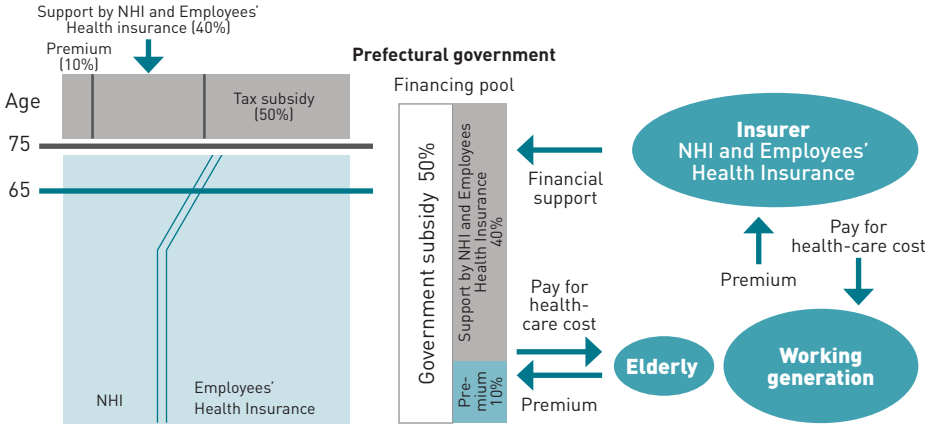 Support by NHI and Employees'
Health insurance (40%)
Premium
(10%)
Tax subsidy
(50%)
Age
75
65
NHI
Employees'
Health Insurance
Prefectural government
Financing pool
Government subsidy 50%
Support by NHI and Employees
Health Insurance
40%
Pre-
mium
10%
Financial
support
Pay for
health-
care cost
Premium
Insurer
NHI and Employees'
Health Insurance
Premium
Pay for
health-care cost
Elderly
Working
generation